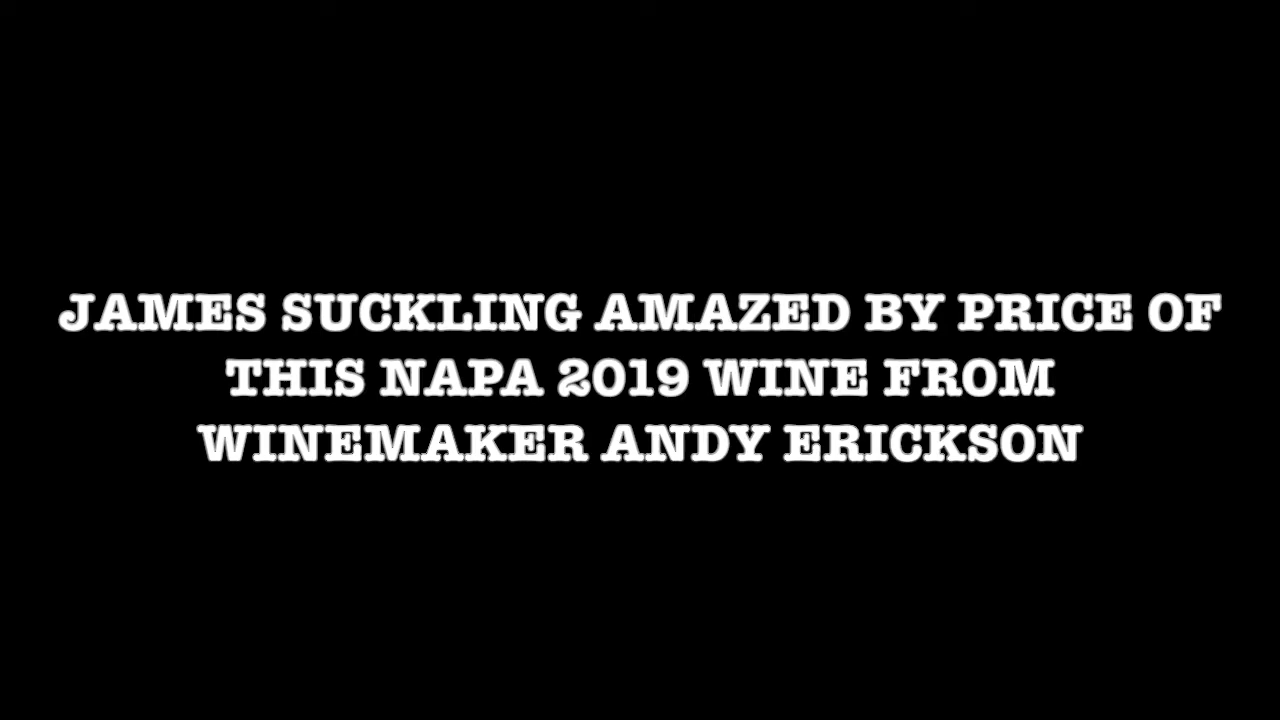 JAMES SUCKLING AMAZED BY PRICE OF
THIS NAPA 2019 WINE FROM
WINEMAKER ANDY ERICKSON